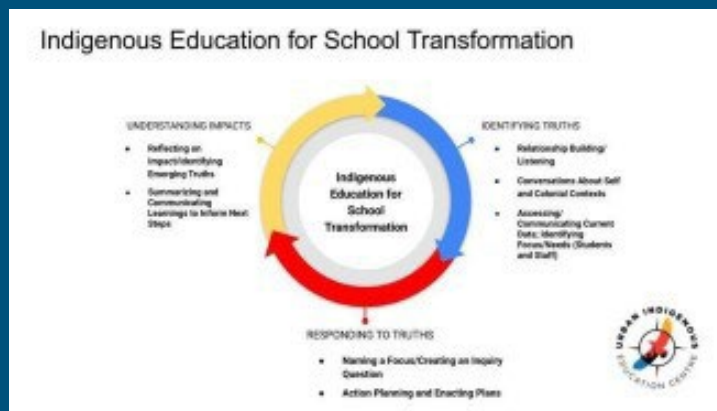 Indigenous Education for School Transformation
UNDERSTANDING IMPACTS
Reflecting on
Impact/Identifying
Emerging Truths
Summarizing and
Communicating
Learnings to Inform Next
Steps
Indigenous
Education for
School
Transformation
IDENTIFYING TRUTHS
Relationship Building/
Listening
Conversations About Self
and Colonial Contexts
Assessing/
Communicating Current
Data; Identifying
Focus/Needs (Students
and Staff)
RESPONDING TO TRUTHS
Naming a Focus/Creating an Inquiry
Question
Action Planning and Enacting Plans
URBAN INDIGENOUS
EDUCATION CENTRE